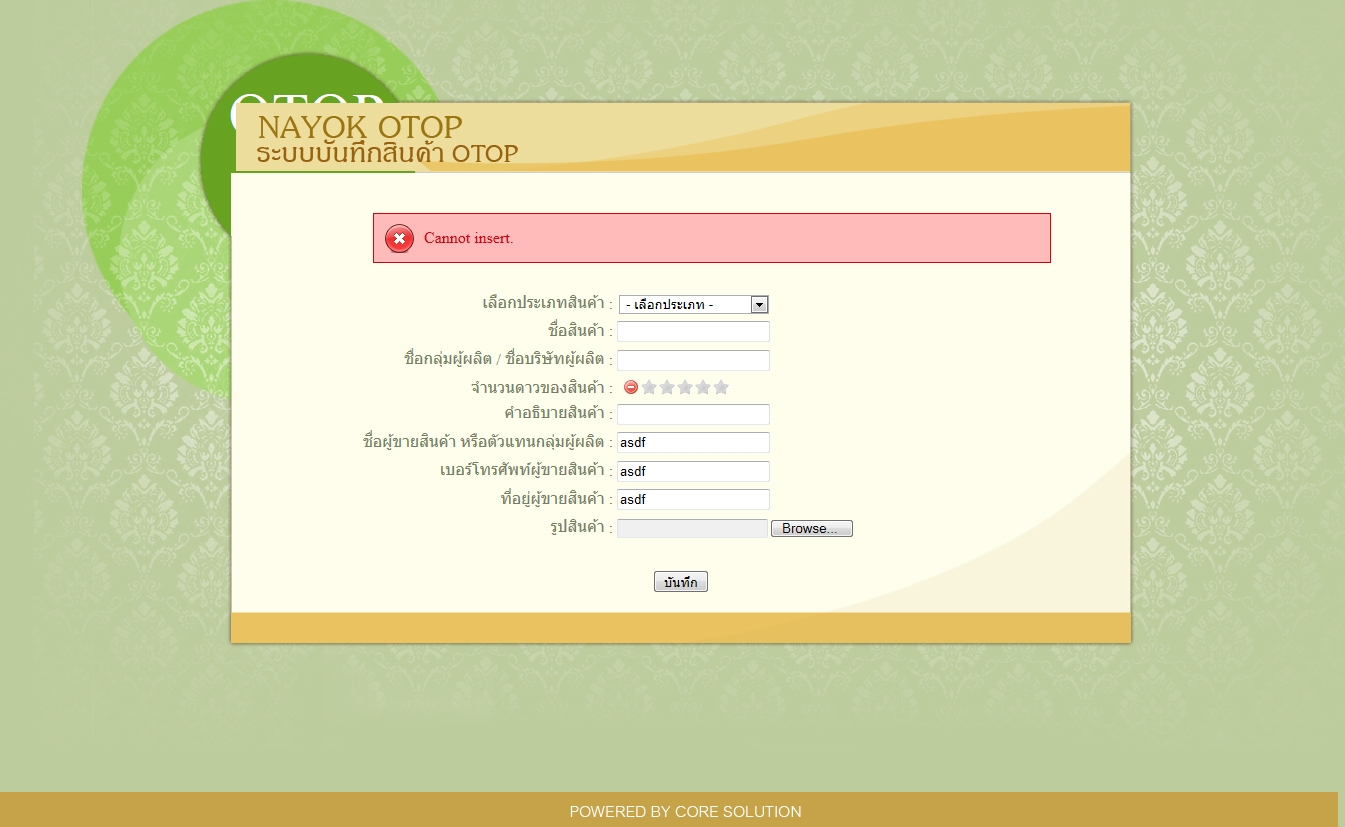 OTOP
NAYOK OTOP
ระบบบันทึกสินค้า OTOP
Cannot insert.
เลือกประเภทสินค้า : - เลือกประเภท -
ชื่อสินค้า :
ชื่อกลุ่มผู้ผลิต / ชื่อบริษัทผู้ผลิต :
จำนวนดาวของสินค้า :
คำอธิบายสินค้า :
ชื่อผู้ขายสินค้า หรือตัวแทนกลุ่มผู้ผลิต : asdf
เบอร์โทรศัพท์ผู้ขายสินค้า : asdf
ที่อยู่ผู้ขายสินค้า : asdf
รูปสินค้า : Browse...
บันทึก
POWERED BY CORE SOLUTION